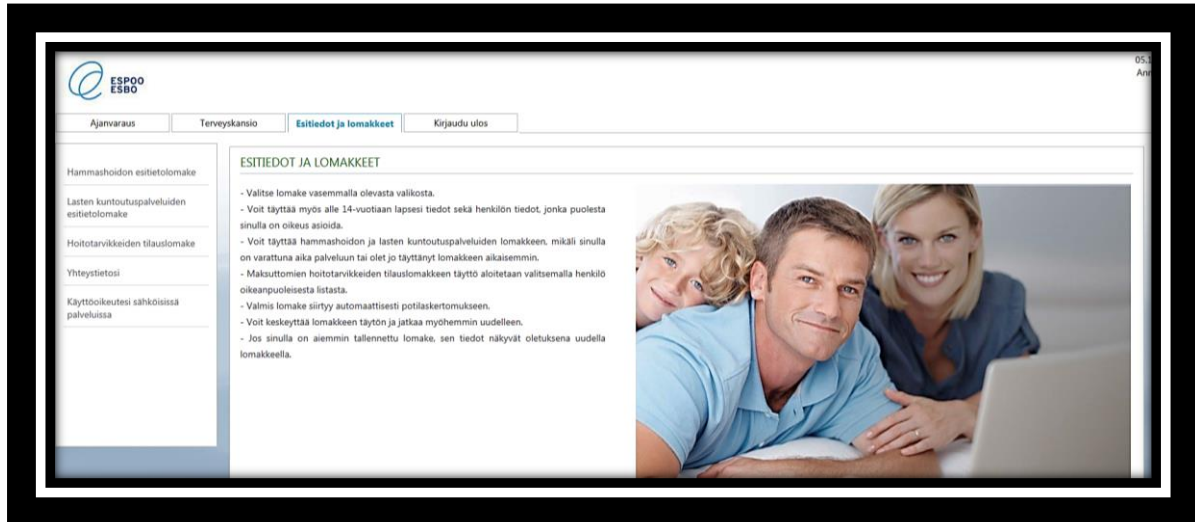 ESPOO
ESBO
05.1
Ann
Ajanvaraus
Terveyskansio
Esitiedot ja lomakkeet
Kirjaudu ulos
Hammashoidon esitietolomake
Lasten kuntoutuspalveluiden
esitietolomake
Hoitotarvikkeiden tilauslomake
Yhteystietosi
Käyttöoikeutesi sähköisissä
palveluissa
ESITIEDOT JA LOMAKKEET
- Valitse lomake vasemmalla olevasta valikosta.
- Voit täyttää myös alle 14-vuotiaan lapsesi tiedot sekä henkilön tiedot, jonka puolesta
sinulla on oikeus asioida.
- Voit täyttää hammashoidon ja lasten kuntoutuspalveluiden lomakkeen, mikäli sinulla
on varattuna aika palveluun tai olet jo täyttänyt lomakkeen aikaisemmin.
- Maksuttomien hoitotarvikkeiden tilauslomakkeen täyttö aloitetaan valitsemalla henkilö
oikeanpuoleisesta listasta.
- Valmis lomake siirtyy automaattisesti potilaskertomukseen.
- Voit keskeyttää lomakkeen täytön ja jatkaa myöhemmin uudelleen.
- Jos sinulla on aiemmin tallennettu lomake, sen tiedot näkyvät oletuksena uudella
lomakkeella.